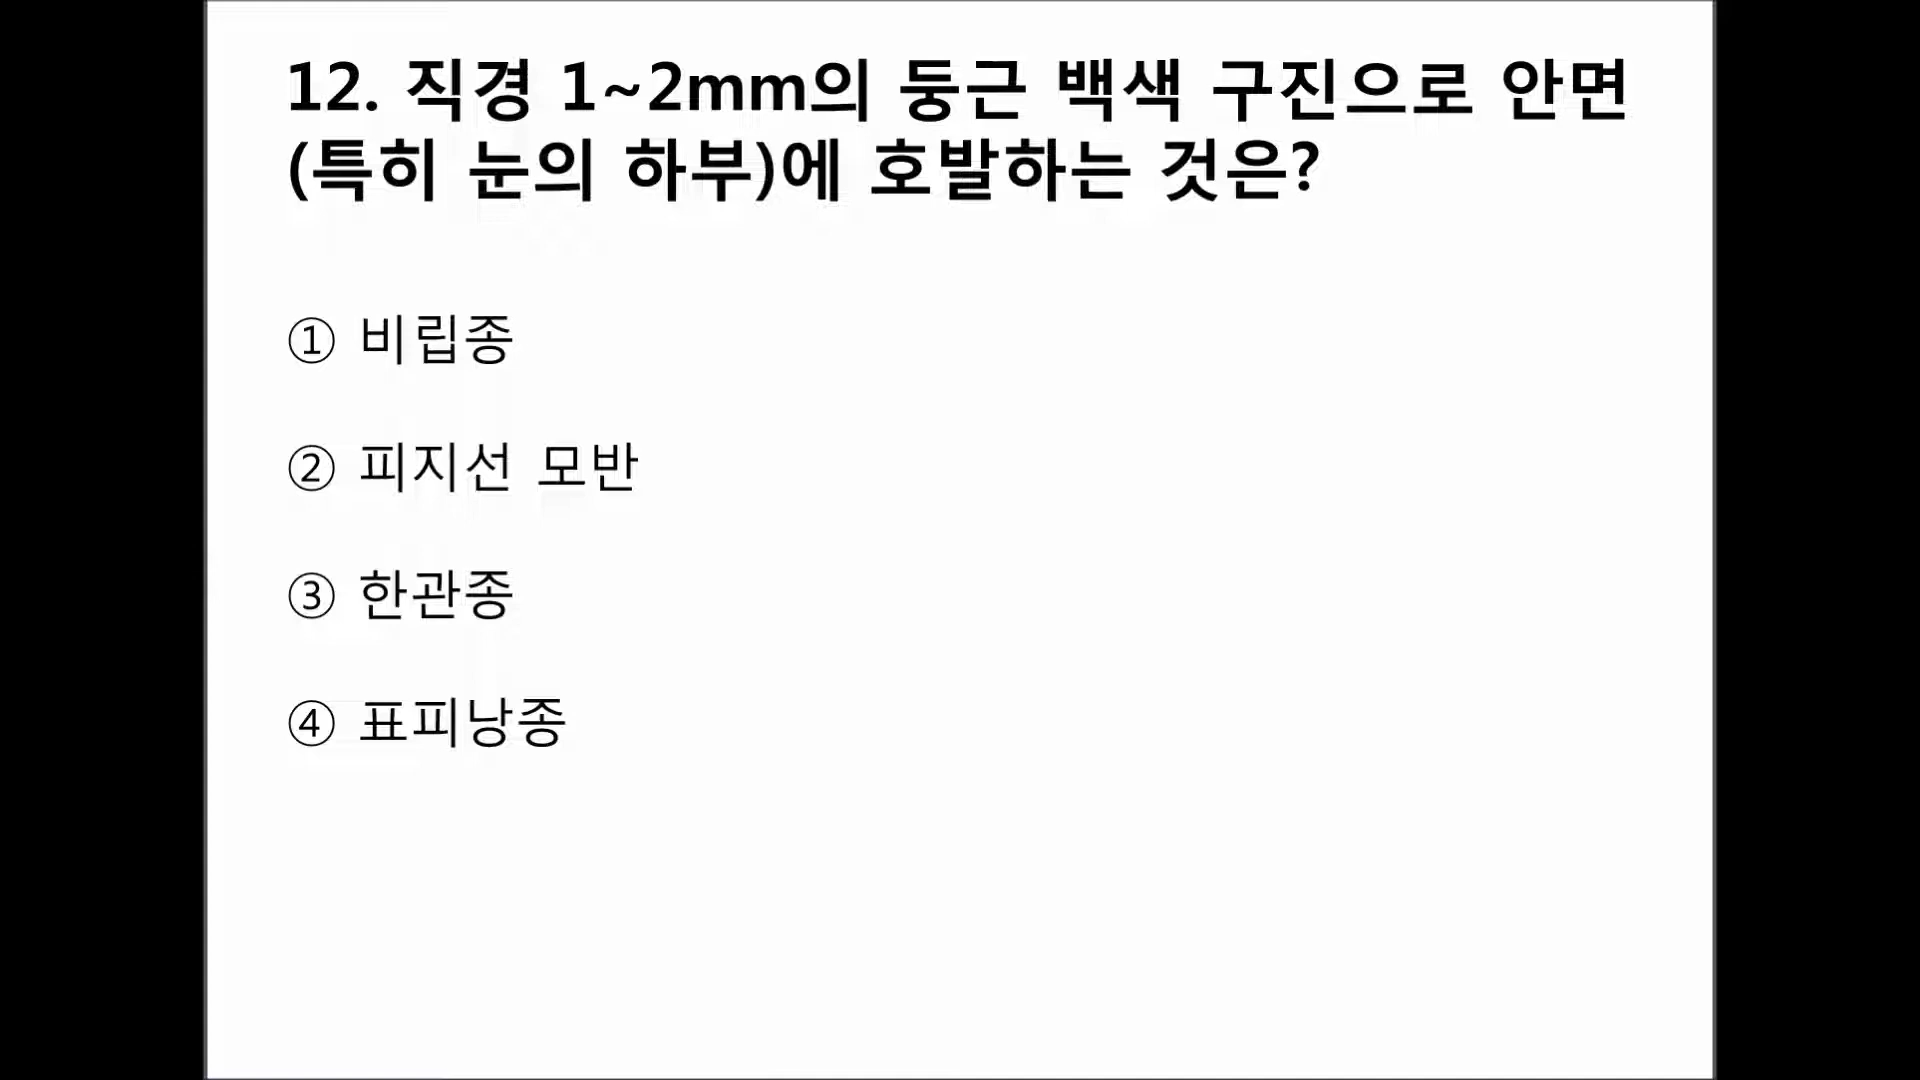 12. 직경 1~2mm의 둥근 백색 구진으로 안면
(특히 눈의 하부)에 호발하는 것은?
① 비립종
② 피지선 모반
③ 한관종
④ 표피낭종